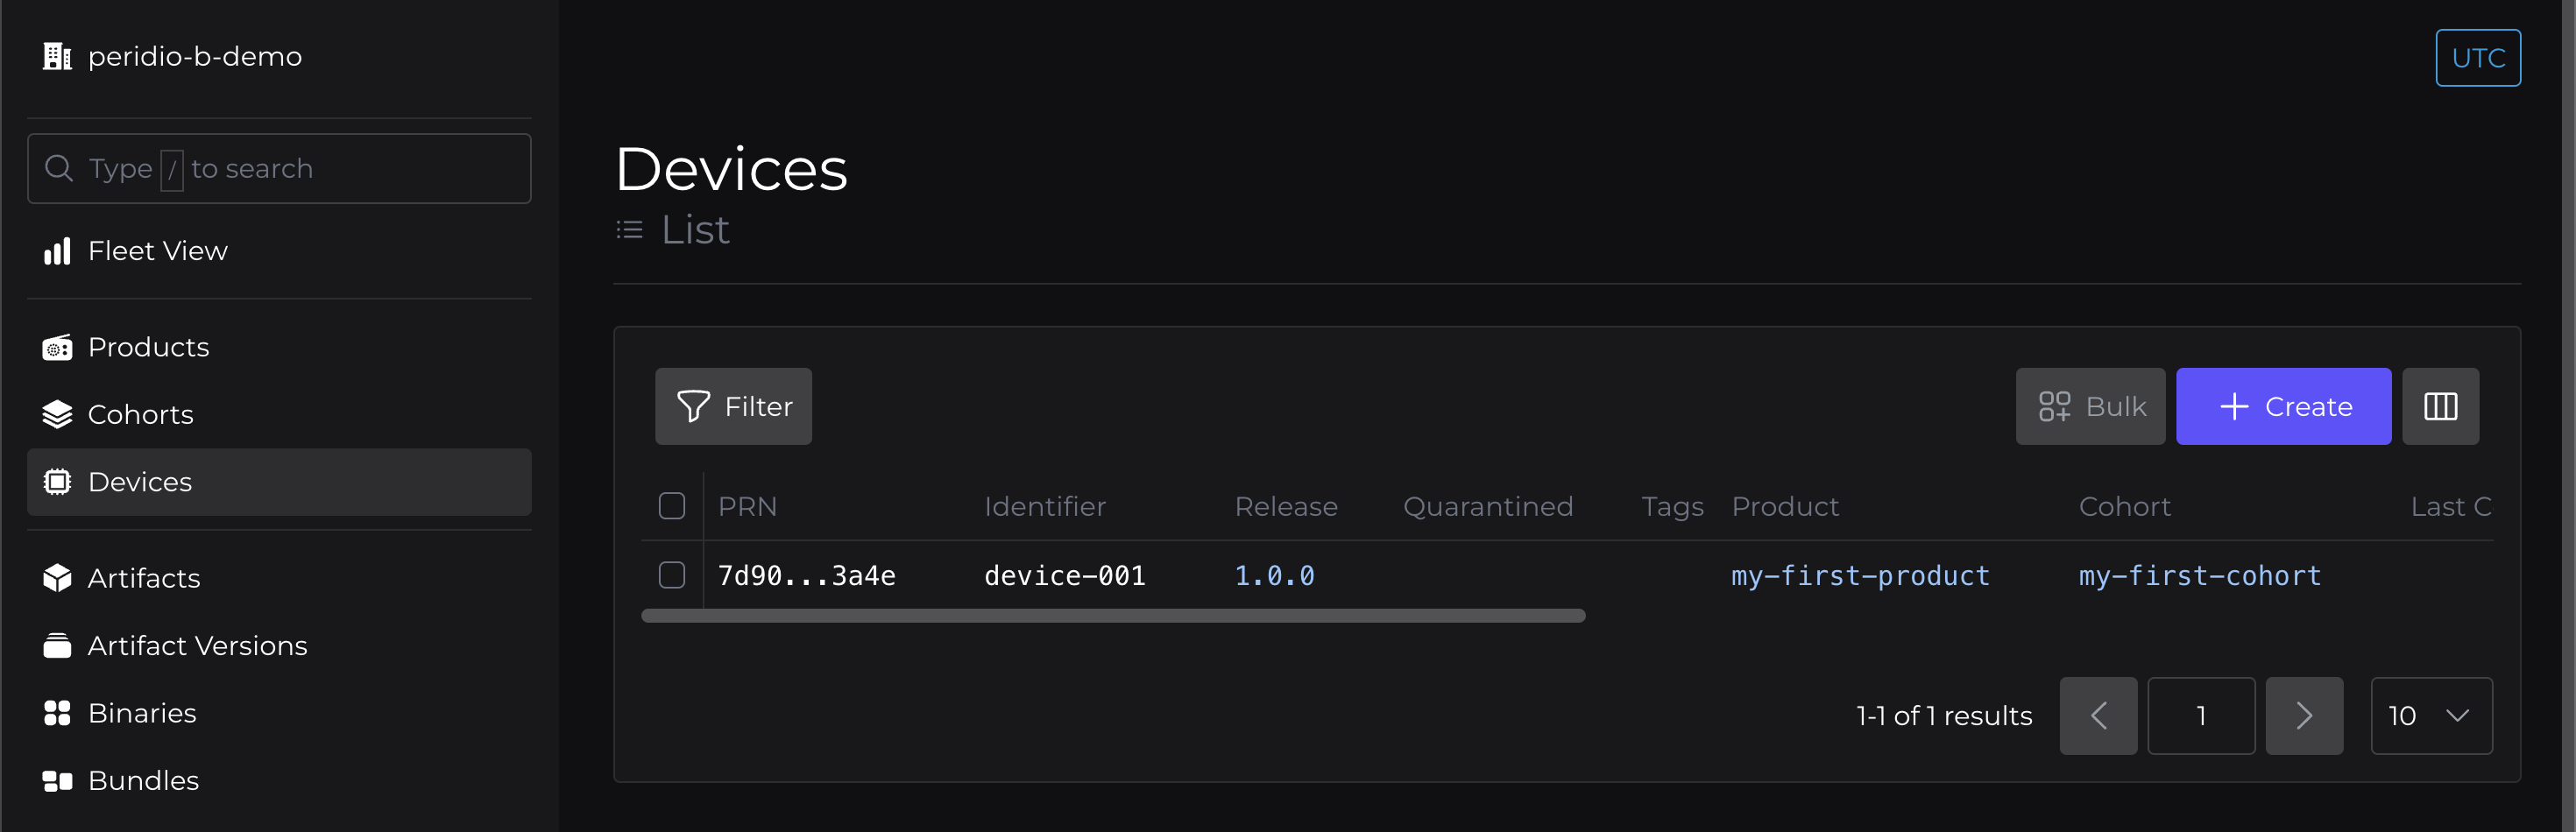 peridio-b-demo
Type / to search
Fleet View
Products
Cohorts
Devices
Artifacts
Artifact Versions
Binaries
Bundles
UTC
Devices
List
Filter
Bulk
Create
PRN Identifier Release Quarantined Tags Product Cohort Last C
7d90...3a4e device-001 1.0.0 my-first-product my-first-cohort
1-1 of 1 results 1 10